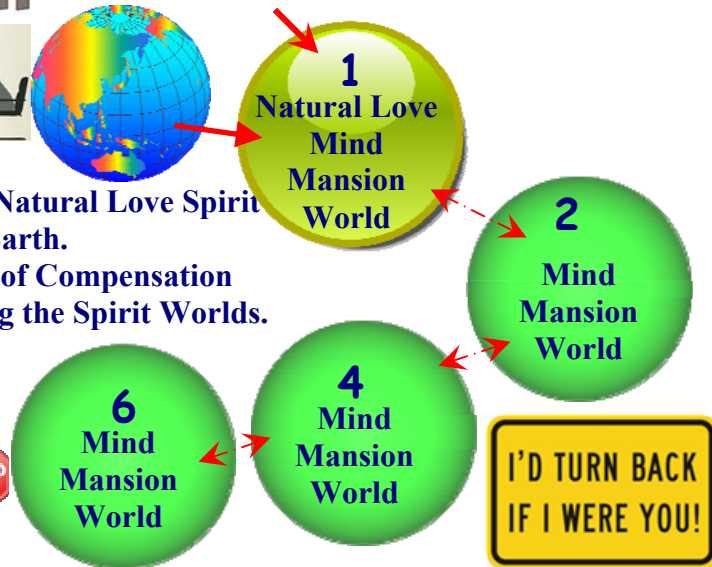 1
Natural Love
Mind
Mansion
World
Natural Love Spirit
arth.
of Compensation
g the Spirit Worlds.
2
Mind
Mansion
World
4
Mind
Mansion
World
6
Mind
Mansion
World
I'D TURN BACK
IF I WERE YOU!